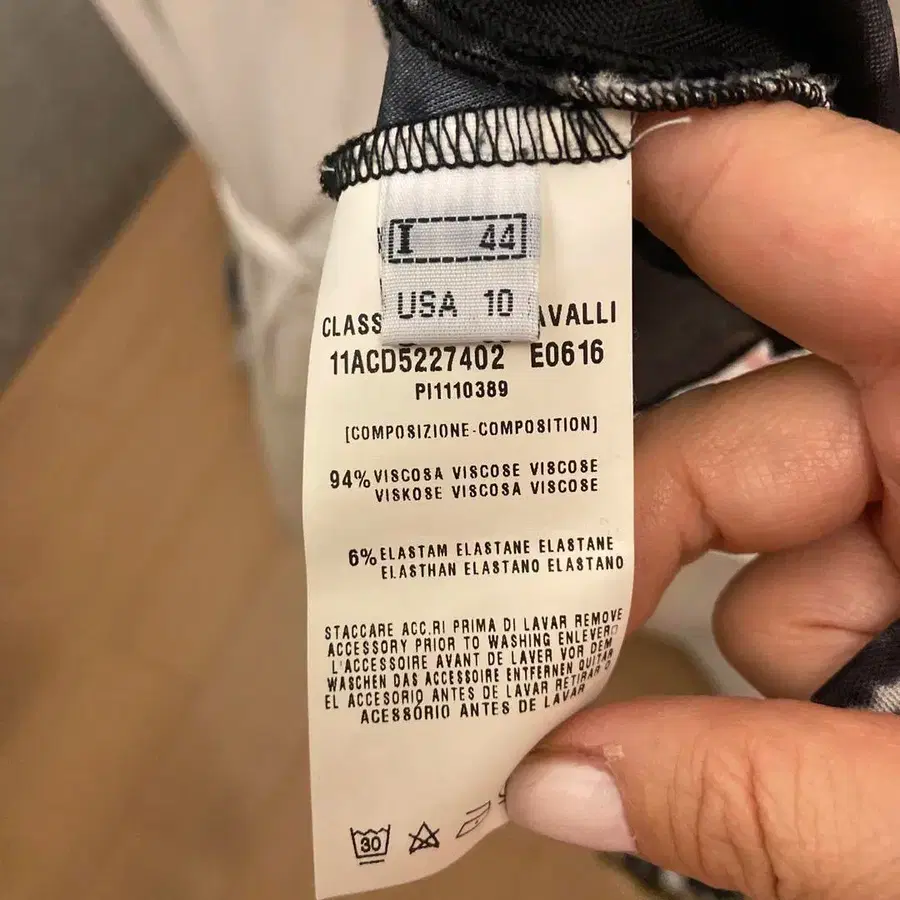 I 44
USA 10
CLASS AVALLI
11ACD5227402 E0616
PI1110389
[COMPOSIZIONE-COMPOSITION]
94% VISCOSA VISCOSE VISCOSE
VISKOSE VISCOSA VISCOSE
6% ELASTAM ELASTANE ELASTANE
ELASTHAN ELASTANO ELASTANO
STACCARE ACC.RI PRIMA DI LAVAR REMOVE
ACCESSORY PRIOR TO WASHING ENLEVER
L'ACCESSOIRE AVANT DE LAVER VOR DEM
WASCHEN DAS ACCESSOIRE ENTFERNEN QUITAR
EL ACCESORIO ANTES DE LAVAR RETIRAR O
ACESSÓRIO ANTES DE LAVAR
30